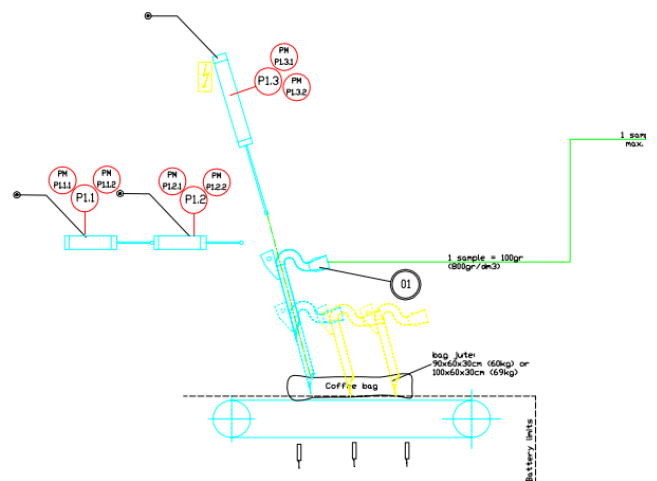 PM
P1.3.1
P1.3
PM
P1.3.2
1 samp
max.
PM
P1.1.1
PM
P1.1.2
P1.1
PM
P1.2.1
PM
P1.2.2
P1.2
1 sample = 100gr
(800gr/dm3)
01
bag jute:
90x60x30cm (60kg) or
100x60x30cm (69kg)
Coffee bag
Battery limits